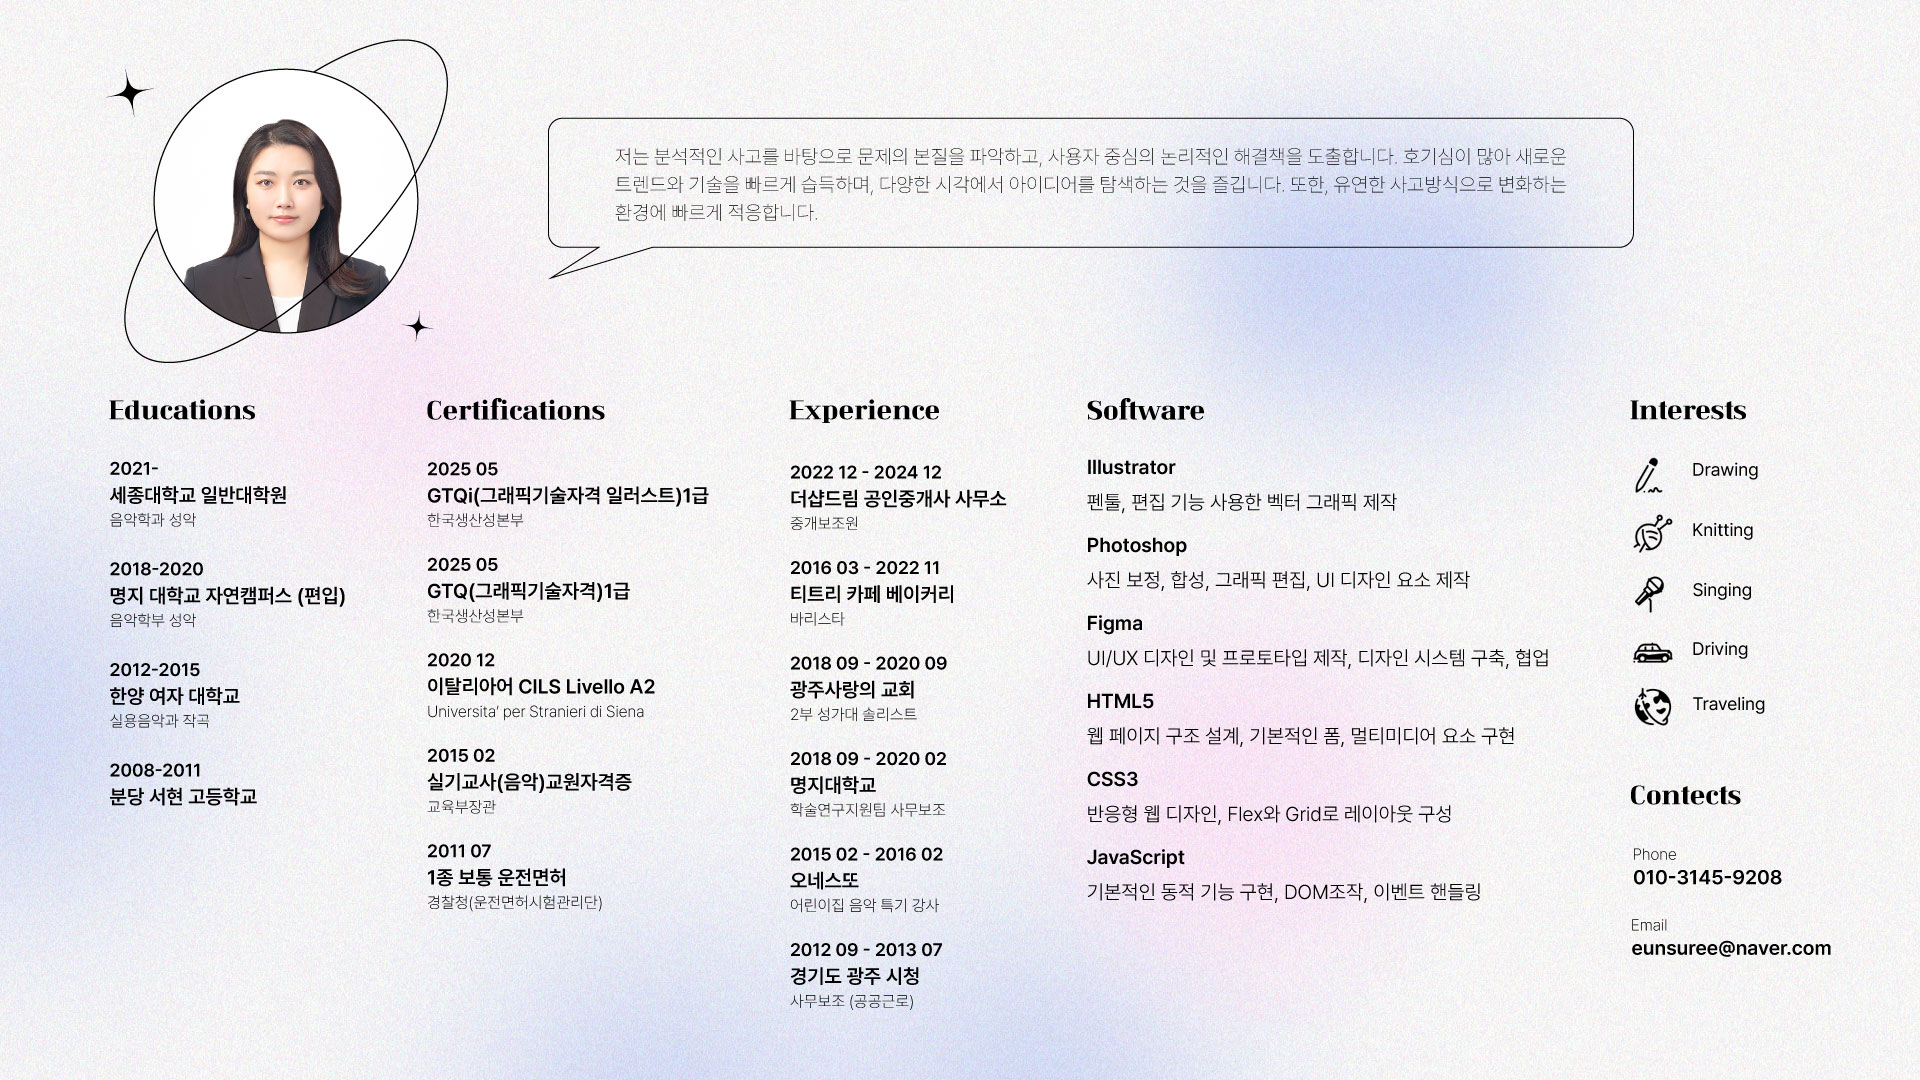 저는 분석적인 사고를 바탕으로 문제의 본질을 파악하고, 사용자 중심의 논리적인 해결책을 도출합니다. 호기심이 많아 새로운
트렌드와 기술을 빠르게 습득하며, 다양한 시각에서 아이디어를 탐색하는 것을 즐깁니다. 또한, 유연한 사고방식으로 변화하는
환경에 빠르게 적응합니다.
Educations
2021-
세종대학교 일반대학원
음악학과 성악
2018-2020
명지 대학교 자연캠퍼스 (편입)
음악학부 성악
2012-2015
한양 여자 대학교
실용음악과 작곡
2008-2011
분당 서현 고등학교
Certifications
2025 05
GTQi(그래픽기술자격 일러스트)1급
한국생산성본부
2025 05
GTQ(그래픽기술자격)1급
한국생산성본부
2020 12
이탈리아어 CILS Livello A2
Universita’ per Stranieri di Siena
2015 02
실기교사(음악)교원자격증
교육부장관
2011 07
1종 보통 운전면허
경찰청(운전면허시험관리단)
Experience
2022 12 - 2024 12
더샵드림 공인중개사 사무소
중개보조원
2016 03 - 2022 11
티트리 카페 베이커리
바리스타
2018 09 - 2020 09
광주사랑의 교회
2부 성가대 솔리스트
2018 09 - 2020 02
명지대학교
학술연구지원팀 사무보조
2015 02 - 2016 02
오네스또
어린이집 음악 특기 강사
2012 09 - 2013 07
경기도 광주 시청
사무보조 (공공근로)
Software
Illustrator
펜툴, 편집 기능 사용한 벡터 그래픽 제작
Photoshop
사진 보정, 합성, 그래픽 편집, UI 디자인 요소 제작
Figma
UI/UX 디자인 및 프로토타입 제작, 디자인 시스템 구축, 협업
HTML5
웹 페이지 구조 설계, 기본적인 폼, 멀티미디어 요소 구현
CSS3
반응형 웹 디자인, Flex와 Grid로 레이아웃 구성
JavaScript
기본적인 동적 기능 구현, DOM조작, 이벤트 핸들링
Interests
Drawing
Knitting
Singing
Driving
Traveling
Contects
Phone
010-3145-9208
Email
eunsuree@naver.com